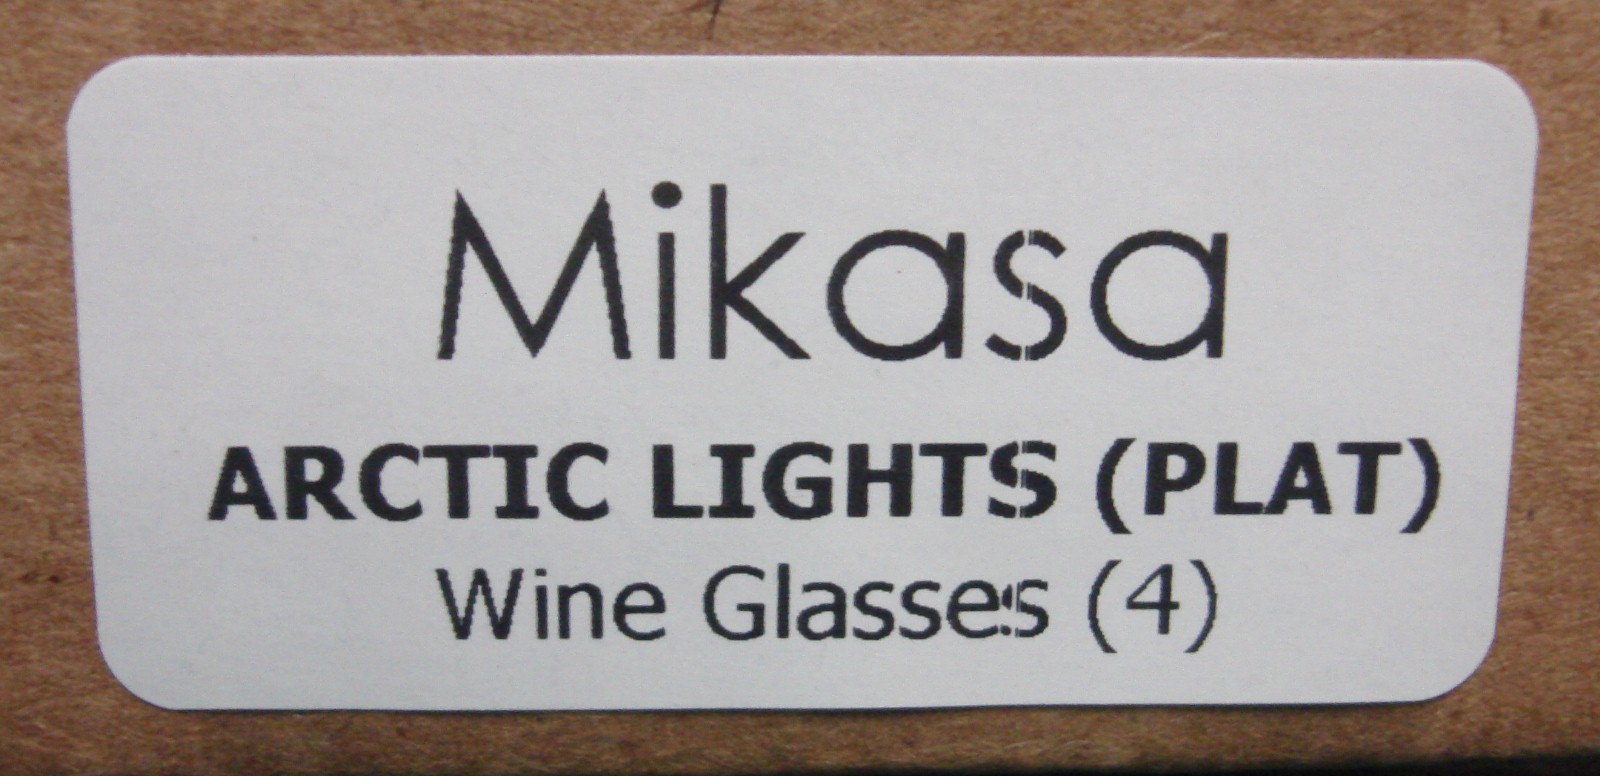 Mikasa
ARCTIC LIGHTS (PLAT)
Wine Glasses (4)